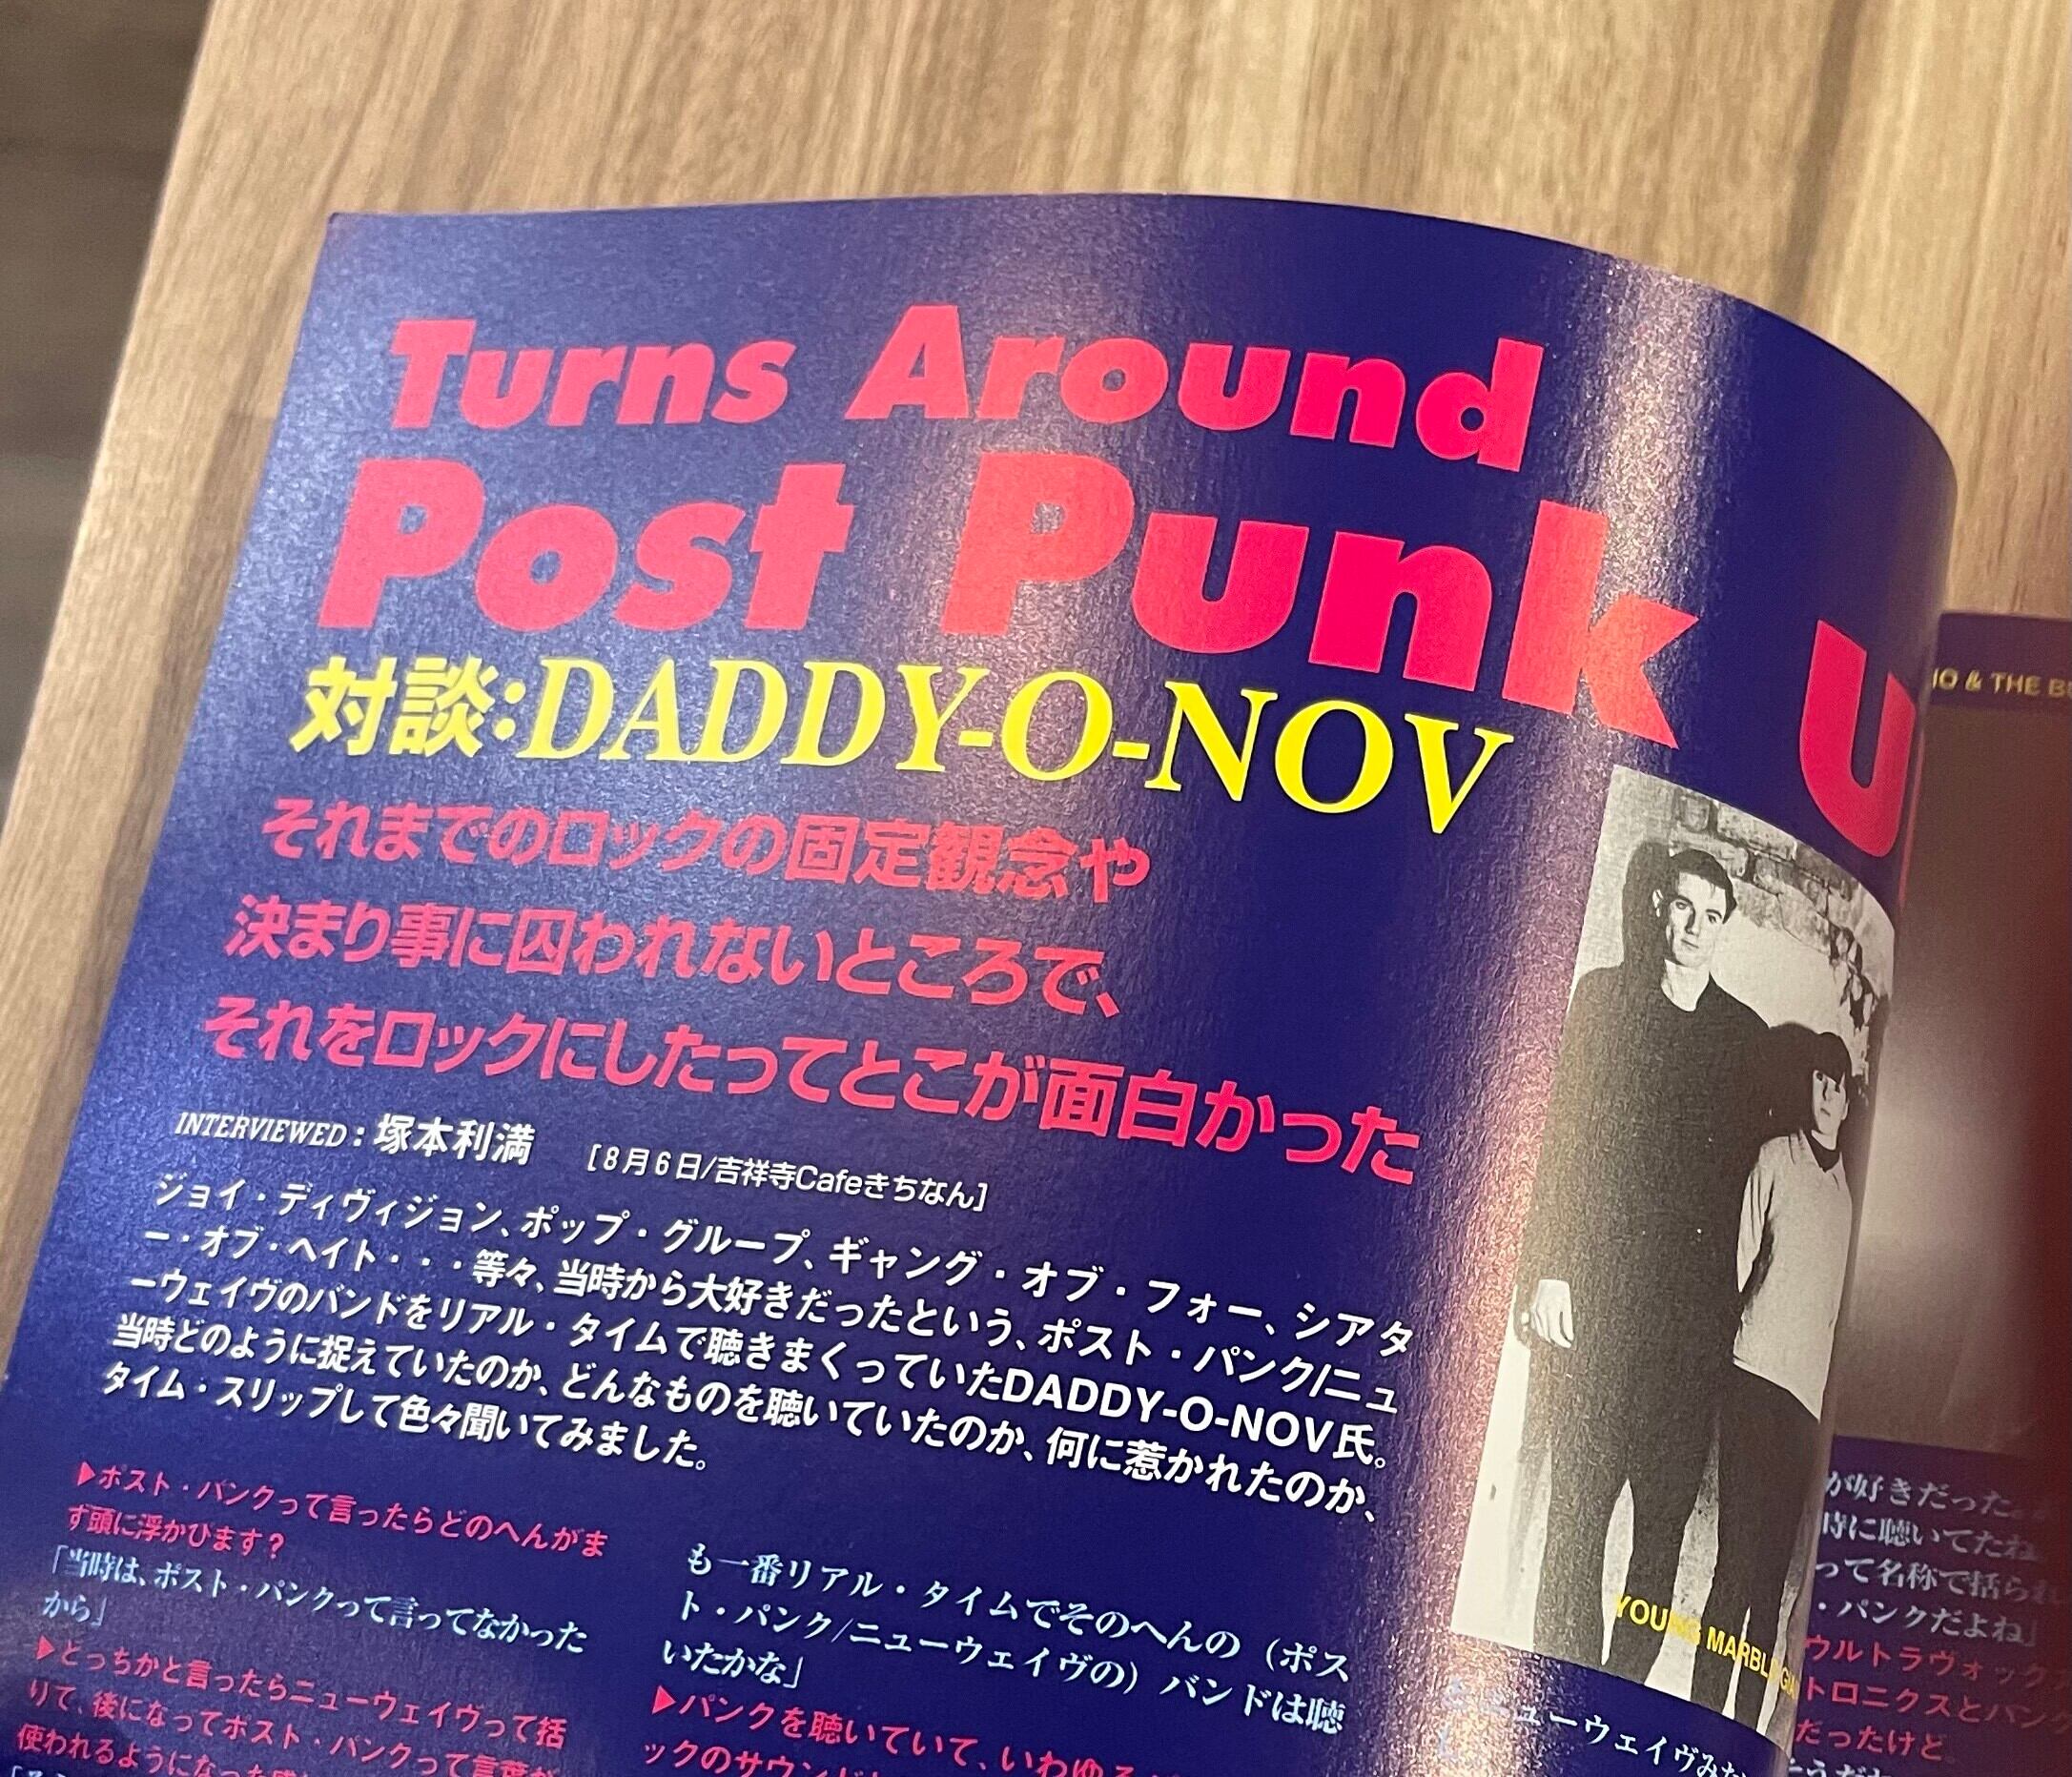 Turns Around
Post Punk
対談:DADDY-O-NOV
それまでのロックの固定観念や
決まり事に囚われないところで、
それをロックにしたってとこが面白かった
INTERVIEWED : 塚本利満 [8月6日/吉祥寺Cafeきちなん]
ジョイ・ディヴィジョン、ポップ・グループ、ギャング・オブ・フォー、シアタ
ー・オブ・ヘイト・・・等々、当時から大好きだったという、ポスト・パンク/ニュ
ーウェイヴのバンドをリアル・タイムで聴きまくっていたDADDY-O-NOV氏。
当時どのように捉えていたのか、どんなものを聴いていたのか、何に惹かれたのか、
タイム・スリップして色々聞いてみました。
▶ポスト・パンクって言ったらどのへんがま
ず頭に浮かびます?
「当時は、ポスト・パンクって言ってなかった
から」
▶どっちかと言ったらニューウェイヴって括
りて、後になってポスト・パンクって言葉が
使われるようになった
も一番リアル・タイムでそのへんの(ポス
ト・パンク/ニューウェイヴの)バンドは聴
いたかな」
▶パンクを聴いていて、いわゆる
ックのサウンド
YOUNG MARBLE
ニューウェイヴみた
& THE
が好きだった。
時に聴いてたね
って名称で括られ
・パンクだよね」
ウルトラヴォック
トロニクスとパンク
だったけど